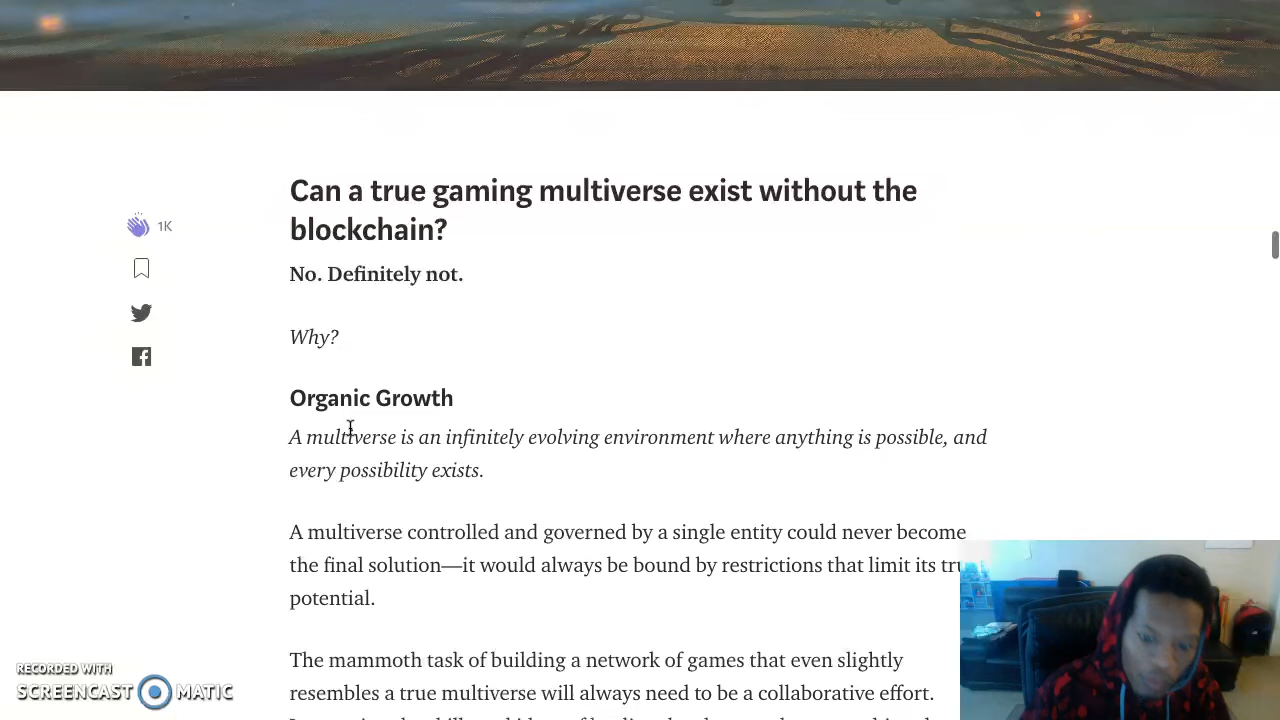 Can a true gaming multiverse exist without the
blockchain?
1K
No. Definitely not.
Why?
Organic Growth
A multiverse is an infinitely evolving environment where anything is possible, and
every possibility exists.
A multiverse controlled and governed by a single entity could never become
the final solution—it would always be bound by restrictions that limit its
potential.
The mammoth task of building a network of games that even slightly
resembles a true multiverse will always need to be a collaborative effort.
RECORDED WITH
SCREENCAST MATIC